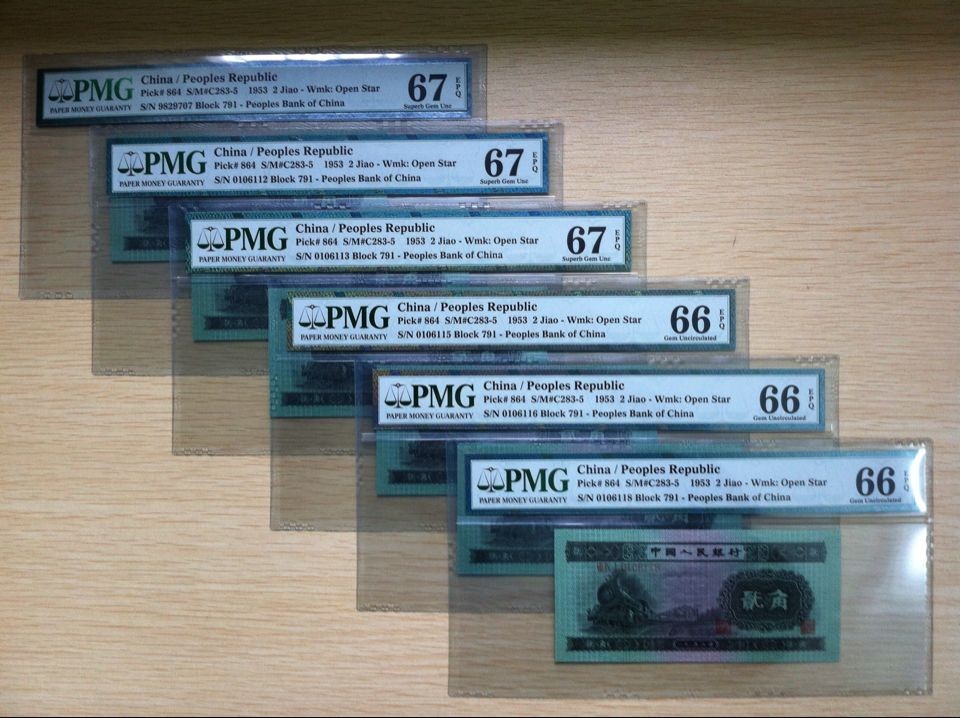 PMG
PAPER MONEY GUARANTY
China / Peoples Republic
Pick# 864 S/M#C283-5 1953 2 Jiao - Wmk: Open Star
S/N 9829707 Block 791 - Peoples Bank of China
67 EPQ
Superb Gem Unc
PMG
PAPER MONEY GUARANTY
China / Peoples Republic
Pick# 864 S/M#C283-5 1953 2 Jiao - Wmk: Open Star
S/N 0106112 Block 791 - Peoples Bank of China
67 EPQ
Superb Gem Unc
PMG
PAPER MONEY GUARANTY
China / Peoples Republic
Pick# 864 S/M#C283-5 1953 2 Jiao - Wmk: Open Star
S/N 0106113 Block 791 - Peoples Bank of China
67 EPQ
Superb Gem Unc
PMG
PAPER MONEY GUARANTY
China / Peoples Republic
Pick# 864 S/M#C283-5 1953 2 Jiao - Wmk: Open Star
S/N 0106115 Block 791 - Peoples Bank of China
66 EPQ
Gem Uncirculated
PMG
PAPER MONEY GUARANTY
China / Peoples Republic
Pick# 864 S/M#C283-5 1953 2 Jiao - Wmk: Open Star
S/N 0106116 Block 791 - Peoples Bank of China
66 EPQ
Gem Uncirculated
PMG
PAPER MONEY GUARANTY
China / Peoples Republic
Pick# 864 S/M#C283-5 1953 2 Jiao - Wmk: Open Star
S/N 0106118 Block 791 - Peoples Bank of China
66
Gem Uncirculated
中国人民银行
贰角